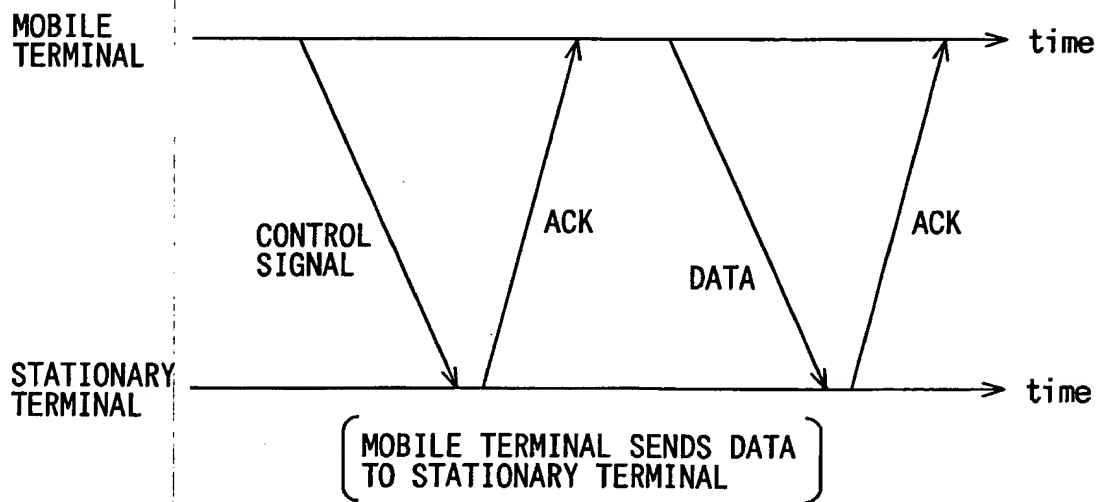 MOBILE
TERMINAL
time
CONTROL
SIGNAL
ACK
DATA
ACK
STATIONARY
TERMINAL
time
MOBILE TERMINAL SENDS DATA
TO STATIONARY TERMINAL